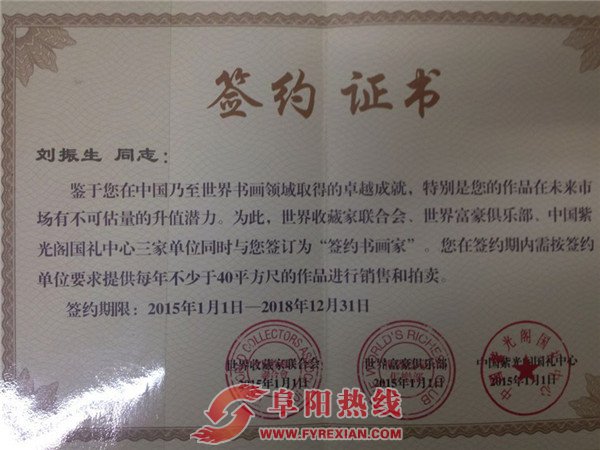 签约证书
刘振生 同志：
鉴于您在中国乃至世界书画领域取得的卓越成就，特别是您的作品在未来市
场有不可估量的升值潜力。为此，世界收藏家联合会、世界富豪俱乐部、中国紫
光阁国礼中心三家单位同时与您签订为“签约书画家”。您在签约期内需按签约
单位要求提供每年不少于40平方尺的作品进行销售和拍卖。
签约期限：2015年1月1日—2018年12月31日
世界收藏家联合会 世界富豪俱乐部 中国紫光阁国礼中心
2015年1月1日 2015年1月1日 2015年1月1日
阜阳热线
WWW.FYREXIAN.COM